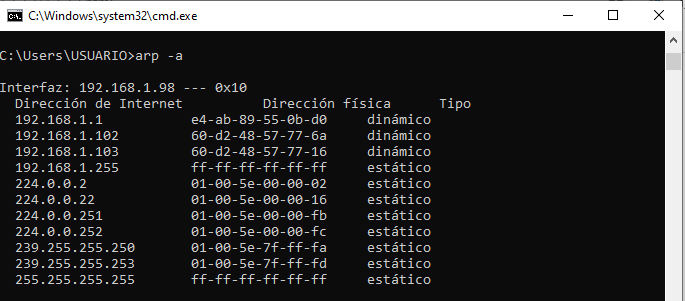 C:\Windows\system32\cmd.exe
C:\Users\USUARIO>arp -a
Interfaz: 192.168.1.98 --- 0x10
Dirección de Internet Dirección física Tipo
192.168.1.1 e4-ab-89-55-0b-d0 dinámico
192.168.1.102 60-d2-48-57-77-6a dinámico
192.168.1.103 60-d2-48-57-77-16 dinámico
192.168.1.255 ff-ff-ff-ff-ff-ff estático
224.0.0.2 01-00-5e-00-00-02 estático
224.0.0.22 01-00-5e-00-00-16 estático
224.0.0.251 01-00-5e-00-00-fb estático
224.0.0.252 01-00-5e-00-00-fc estático
239.255.255.250 01-00-5e-7f-ff-fa estático
239.255.255.253 01-00-5e-7f-ff-fd estático
255.255.255.255 ff-ff-ff-ff-ff-ff estático